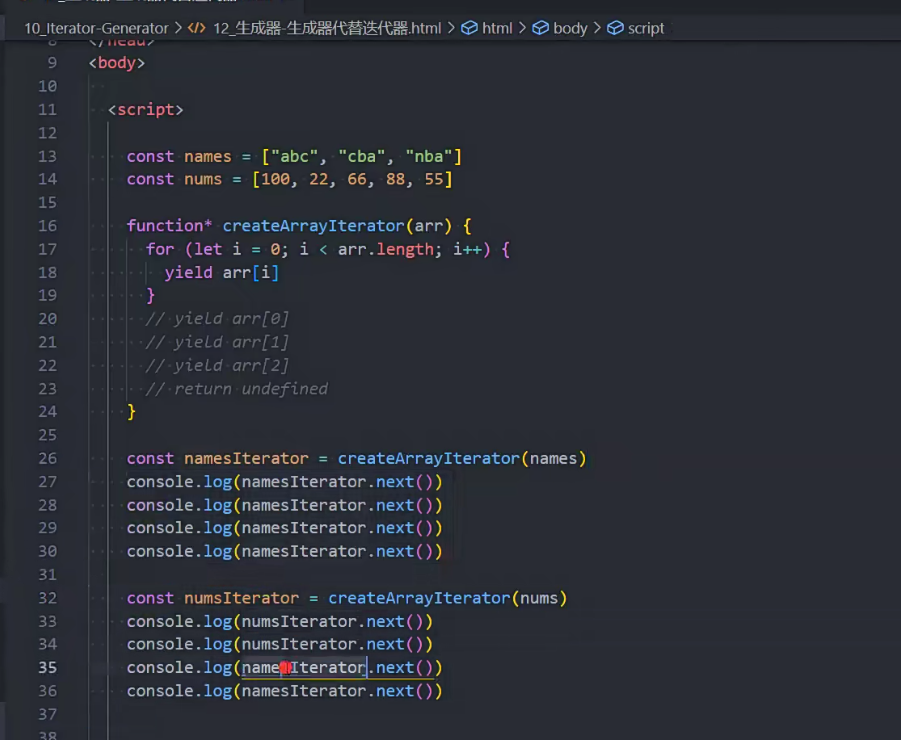 10_Iterator-Generator > 12_生成器-生成器代替迭代器.html > html > body > script
8 </head>
9 <body>
10
11 <script>
12
13 const names = ["abc", "cba", "nba"]
14 const nums = [100, 22, 66, 88, 55]
15
16 function* createArrayIterator(arr) {
17 for (let i = 0; i < arr.length; i++) {
18 yield arr[i]
19 }
20 // yield arr[0]
21 // yield arr[1]
22 // yield arr[2]
23 // return undefined
24 }
25
26 const namesIterator = createArrayIterator(names)
27 console.log(namesIterator.next())
28 console.log(namesIterator.next())
29 console.log(namesIterator.next())
30 console.log(namesIterator.next())
31
32 const numsIterator = createArrayIterator(nums)
33 console.log(numsIterator.next())
34 console.log(numsIterator.next())
35 console.log(namesIterator.next())
36 console.log(namesIterator.next())
37
38